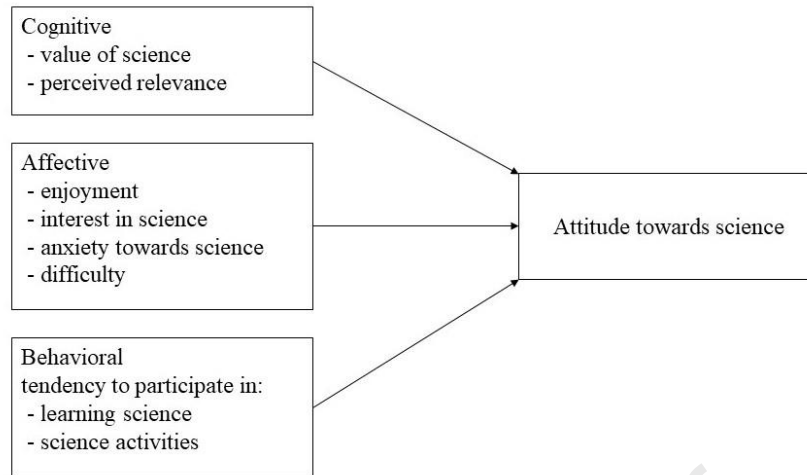 Cognitive
- value of science
- perceived relevance
Affective
- enjoyment
- interest in science
- anxiety towards science
- difficulty
Behavioral
tendency to participate in:
- learning science
- science activities
Attitude towards science